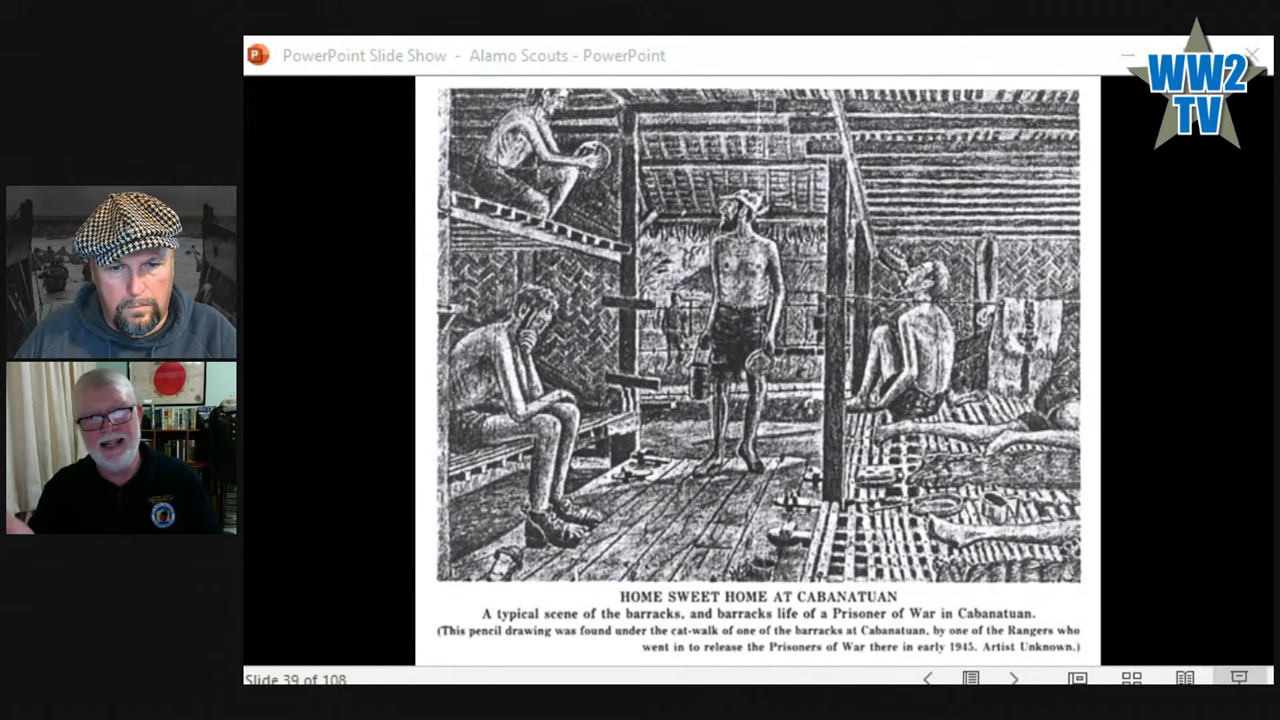 PowerPoint Slide Show - Alamo Scouts - PowerPoint
WW2
TV
HOME SWEET HOME AT CABANATUAN
A typical scene of the barracks, and barracks life of a Prisoner of War in Cabanatuan.
(This pencil drawing was found under the cat-walk of one of the barracks at Cabanatuan, by one of the Rangers who
went in to release the Prisoners of War there in early 1945. Artist Unknown.)
Slide 39 of 108